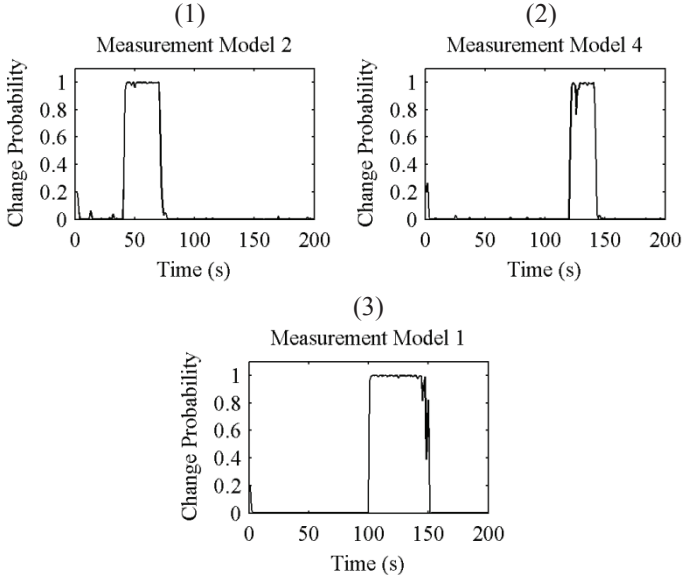 (1)
Measurement Model 2
Change Probability
1
0.8
0.6
0.4
0.2
0
0 50 100 150 200
Time (s)
(2)
Measurement Model 4
Change Probability
1
0.8
0.6
0.4
0.2
0
0 50 100 150 200
Time (s)
(3)
Measurement Model 1
Change Probability
1
0.8
0.6
0.4
0.2
0
0 50 100 150 200
Time (s)